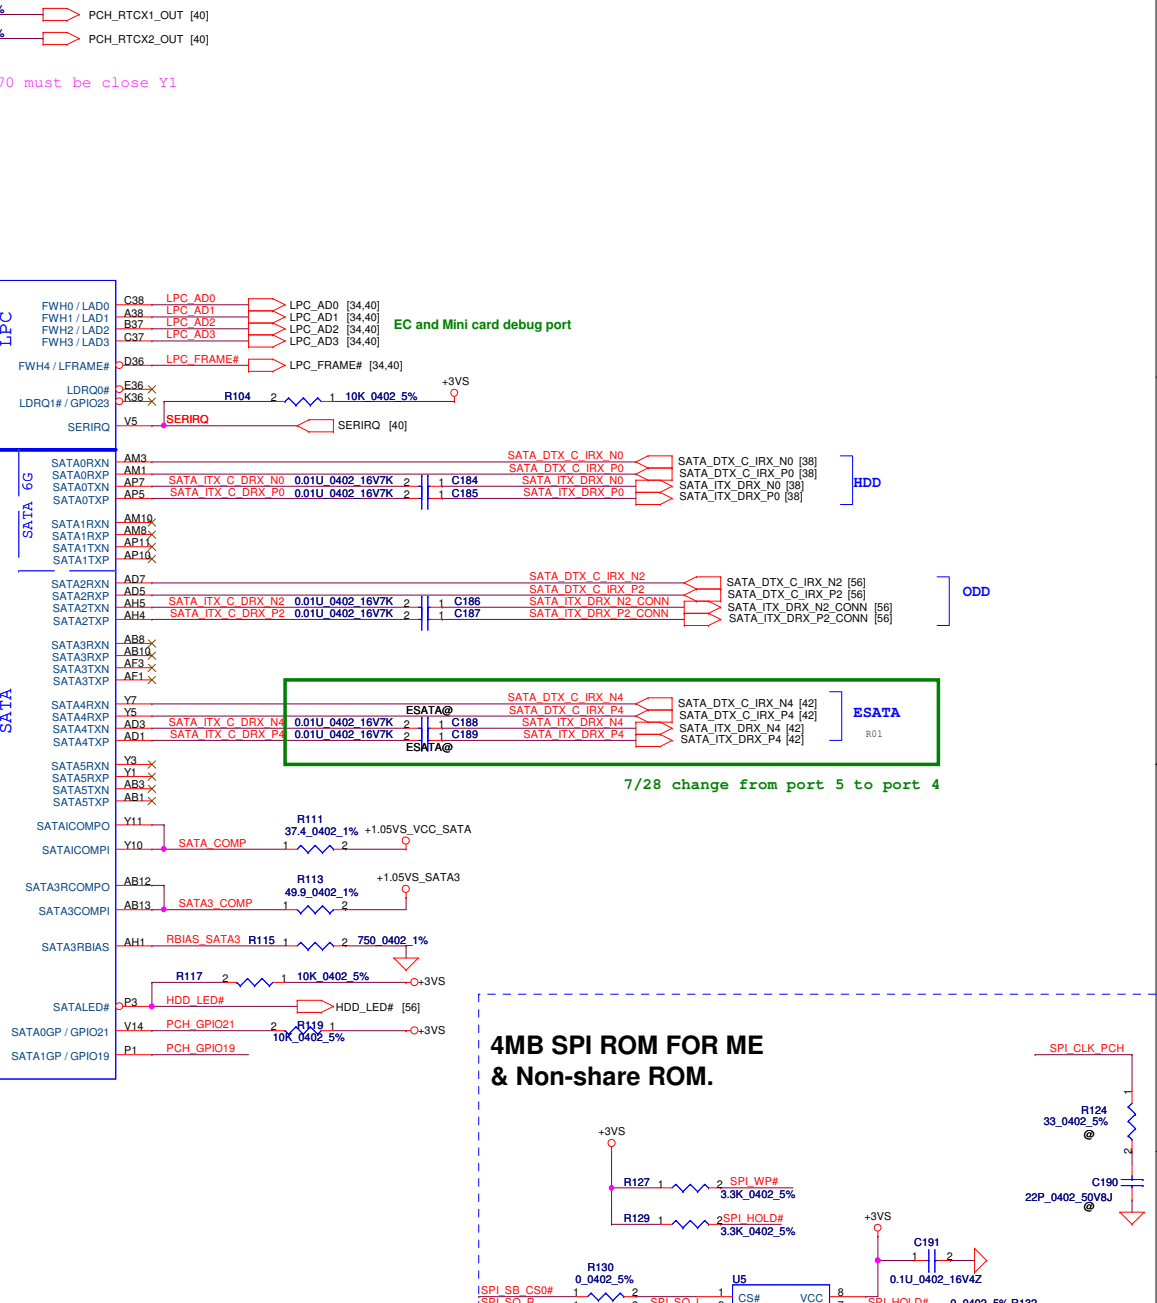 PCH_RTCX1_OUT [40]
PCH_RTCX2_OUT [40]
70 must be close Y1
LPC
FWH0 / LAD0 C38 LPC_AD0 LPC_AD0 [34,40]
FWH1 / LAD1 A38 LPC_AD1 LPC_AD1 [34,40]
FWH2 / LAD2 B37 LPC_AD2 LPC_AD2 [34,40]
FWH3 / LAD3 C37 LPC_AD3 LPC_AD3 [34,40]
EC and Mini card debug port
FWH4 / LFRAME# D36 LPC_FRAME# LPC_FRAME# [34,40]
+3VS
LDRQ0# E36
LDRQ1# / GPIO23 K36 R104 2 1 10K_0402_5%
SERIRQ V5 SERIRQ SERIRQ [40]
SATA 6G
SATA0RXN AM3 SATA_DTX_C_IRX_N0 SATA_DTX_C_IRX_N0 [38]
SATA0RXP AM1 SATA_DTX_C_IRX_P0 SATA_DTX_C_IRX_P0 [38]
SATA0TXN AP7 SATA_ITX_C_DRX_N0 0.01U_0402_16V7K 2 1 C184 SATA_ITX_DRX_N0 SATA_ITX_DRX_N0 [38]
SATA0TXP AP5 SATA_ITX_C_DRX_P0 0.01U_0402_16V7K 2 1 C185 SATA_ITX_DRX_P0 SATA_ITX_DRX_P0 [38]
HDD
SATA1RXN AM10
SATA1RXP AM8
SATA1TXN AP11
SATA1TXP AP10
SATA
SATA2RXN AD7 SATA_DTX_C_IRX_N2 SATA_DTX_C_IRX_N2 [56]
SATA2RXP AD5 SATA_DTX_C_IRX_P2 SATA_DTX_C_IRX_P2 [56]
SATA2TXN AH5 SATA_ITX_C_DRX_N2 0.01U_0402_16V7K 2 1 C186 SATA_ITX_DRX_N2_CONN SATA_ITX_DRX_N2_CONN [56]
SATA2TXP AH4 SATA_ITX_C_DRX_P2 0.01U_0402_16V7K 2 1 C187 SATA_ITX_DRX_P2_CONN SATA_ITX_DRX_P2_CONN [56]
ODD
SATA3RXN AB8
SATA3RXP AB10
SATA3TXN AF3
SATA3TXP AF1
SATA4RXN Y7 SATA_DTX_C_IRX_N4 SATA_DTX_C_IRX_N4 [42]
SATA4RXP Y5 ESATA@ SATA_DTX_C_IRX_P4 SATA_DTX_C_IRX_P4 [42]
SATA4TXN AD3 SATA_ITX_C_DRX_N4 0.01U_0402_16V7K 2 1 C188 SATA_ITX_DRX_N4 SATA_ITX_DRX_N4 [42]
SATA4TXP AD1 SATA_ITX_C_DRX_P4 0.01U_0402_16V7K 2 1 C189 SATA_ITX_DRX_P4 SATA_ITX_DRX_P4 [42]
ESATA@
ESATA
R01
SATA5RXN Y3
SATA5RXP Y1
SATA5TXN AB3
SATA5TXP AB1
7/28 change from port 5 to port 4
R111
37.4_0402_1% +1.05VS_VCC_SATA
SATAICOMPO Y11
SATAICOMPI Y10 SATA_COMP 1 2
R113 +1.05VS_SATA3
49.9_0402_1%
SATA3RCOMPO AB12
SATA3COMPI AB13 SATA3_COMP 1 2
SATA3RBIAS AH1 RBIAS_SATA3 R115 1 2 750_0402_1%
R117 2 1 10K_0402_5% +3VS
SATALED# P3 HDD_LED# HDD_LED# [56]
SATA0GP / GPIO21 V14 PCH_GPIO21 2 R119 1 +3VS
10K_0402_5%
SATA1GP / GPIO19 P1 PCH_GPIO19
4MB SPI ROM FOR ME
& Non-share ROM.
SPI_CLK_PCH
1
R124
33_0402_5%
@
2
+3VS
R127 1 2 SPI_WP#
3.3K_0402_5%
C190
22P_0402_50V8J
@
R129 1 2 SPI_HOLD#
3.3K_0402_5%
+3VS
C191
1 2
0.1U_0402_16V4Z
R130
0_0402_5%
SPI_SB_CS0# 1 2
U5
1 CS# VCC 8